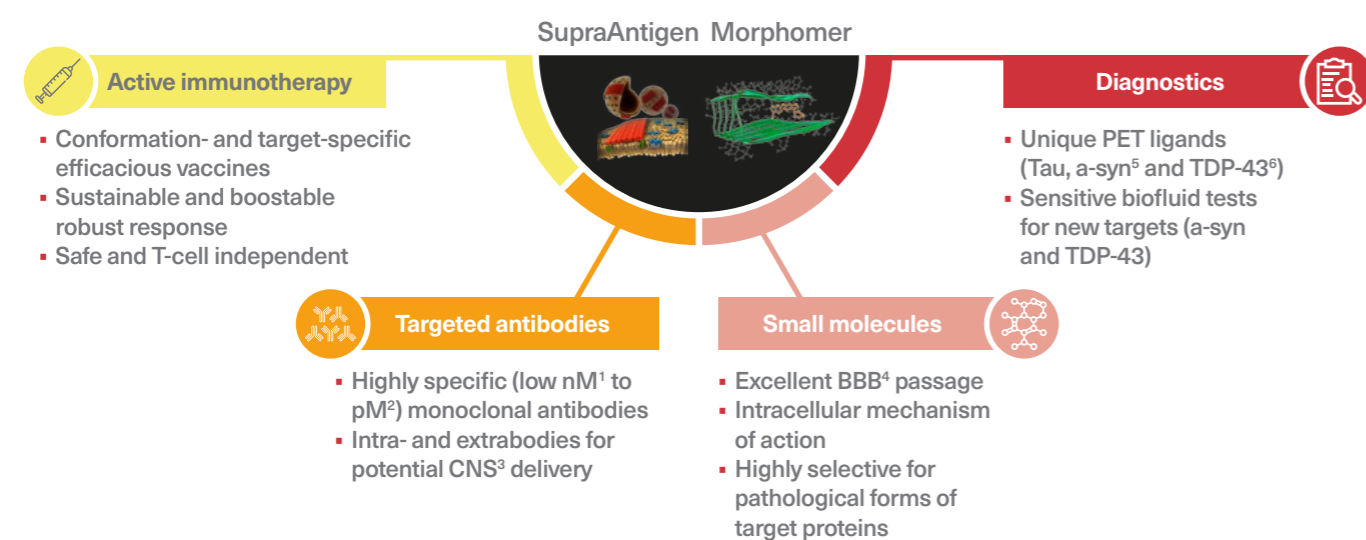 SupraAntigen Morphomer
Active immunotherapy
▪ Conformation- and target-specific
efficacious vaccines
▪ Sustainable and boostable
robust response
▪ Safe and T-cell independent
Targeted antibodies
▪ Highly specific (low nM¹ to
pM²) monoclonal antibodies
▪ Intra- and extrabodies for
potential CNS³ delivery
Small molecules
▪ Excellent BBB⁴ passage
▪ Intracellular mechanism
of action
▪ Highly selective for
pathological forms of
target proteins
Diagnostics
▪ Unique PET ligands
(Tau, a-syn⁵ and TDP-43⁶)
▪ Sensitive biofluid tests
for new targets (a-syn
and TDP-43)